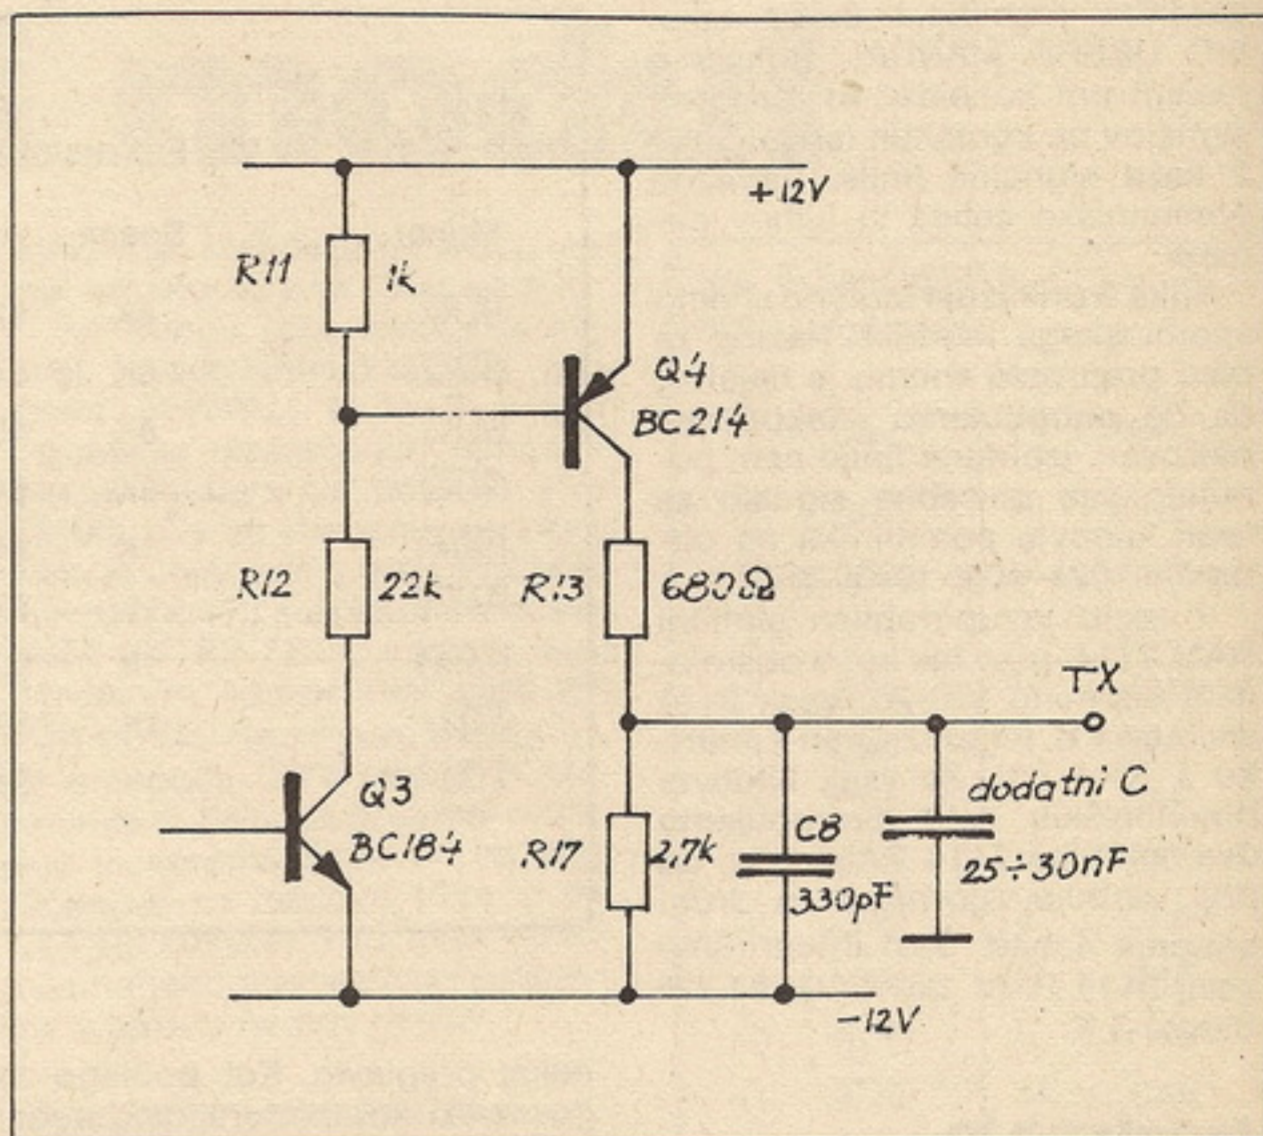 +12V
R11
1k
Q4
BC214
R12
22k
R13
680Ω
TX
Q3
BC184
R17
2,7k
C8
330pF
dodatni C
25÷30nF
-12V